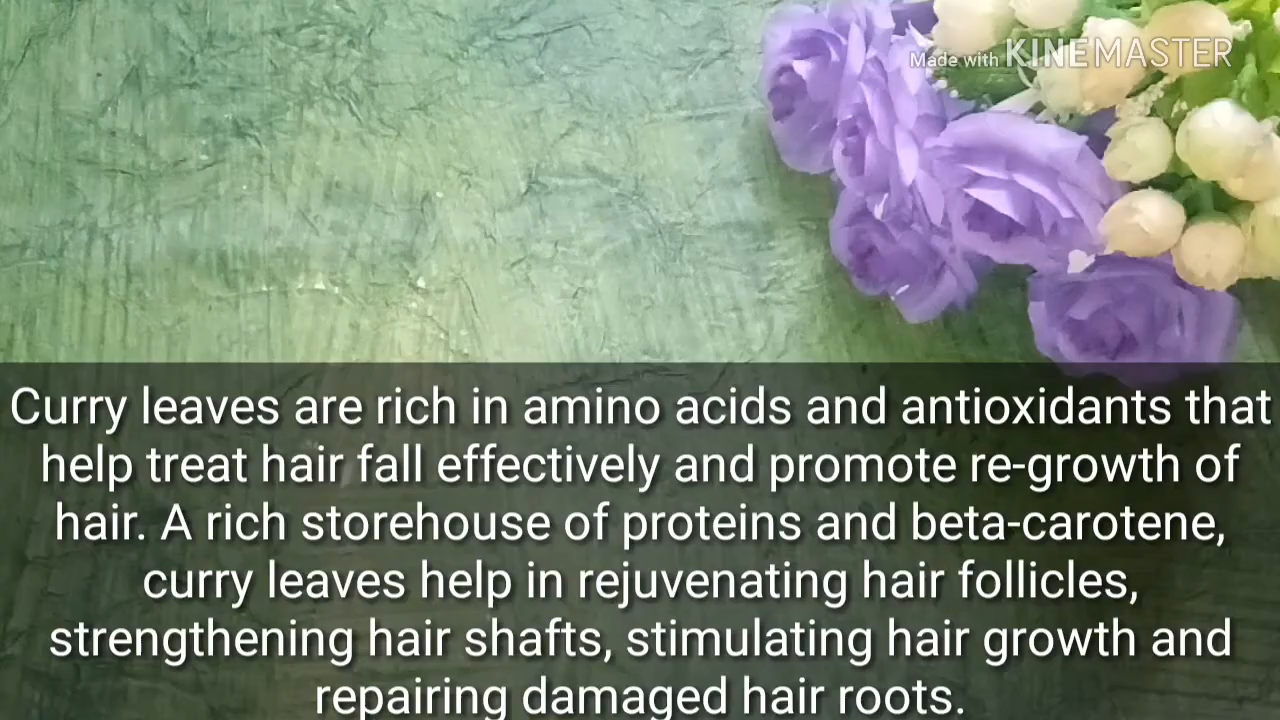 Made with KINEMASTER
Curry leaves are rich in amino acids and antioxidants that
help treat hair fall effectively and promote re-growth of
hair. A rich storehouse of proteins and beta-carotene,
curry leaves help in rejuvenating hair follicles,
strengthening hair shafts, stimulating hair growth and
repairing damaged hair roots.